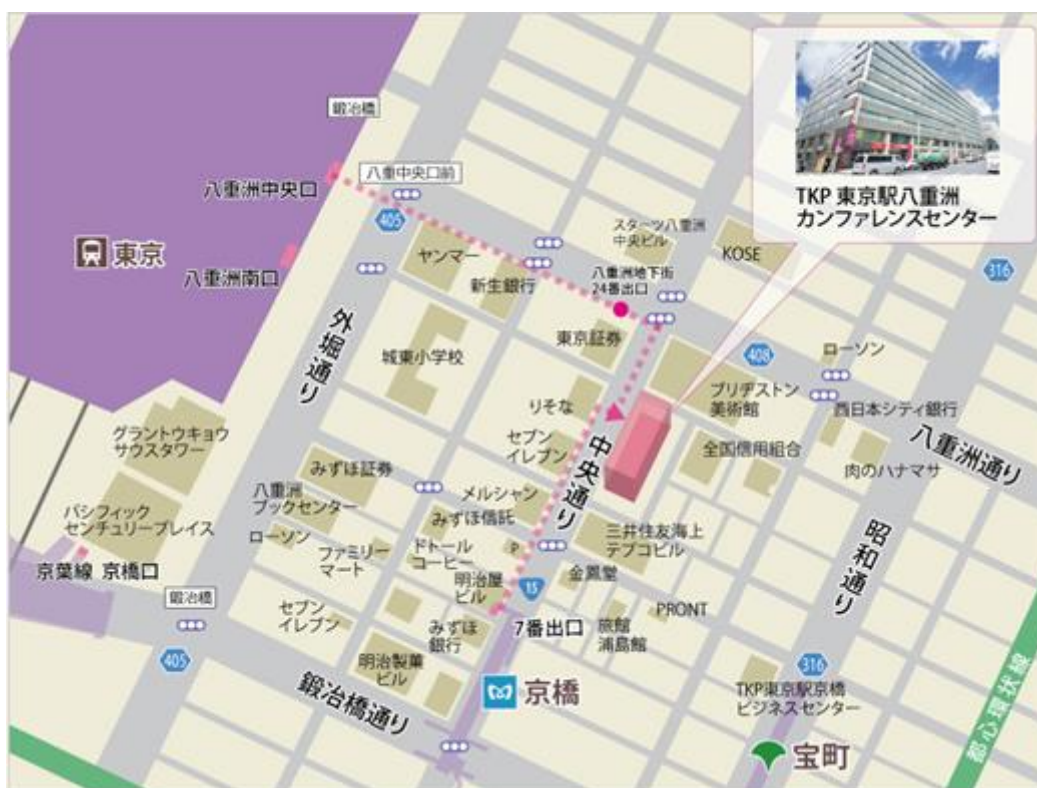 鍛冶橋
八重洲中央口
八重中央口前
東京
八重洲南口
405
ヤンマー
新生銀行
スターツ八重洲
中央ビル
KOSE
八重洲地下街
24番出口
TKP 東京駅八重洲
カンファレンスセンター
316
外堀通り
城東小学校
東京証券
408
ローソン
ブリヂストン
美術館
西日本シティ銀行
八重洲通り
りそな
セブン
イレブン
中央通り
全国信用組合
肉のハナマサ
グラントウキョウ
サウスタワー
みずほ証券
八重洲
ブックセンター
メルシャン
みずほ信託
パシフィック
センチュリープレイス
ローソン
ファミリー
マート
ドトール
コーヒー
P
三井住友海上
テプコビル
昭和通り
京葉線 京橋口
明治屋
ビル
15
金鳳堂
鍛冶橋
セブン
イレブン
みずほ
銀行
7番出口
旅館
浦島館
PRONT
405
鍛冶橋通り
明治製菓
ビル
京橋
316
TKP東京駅京橋
ビジネスセンター
宝町
都心環状線